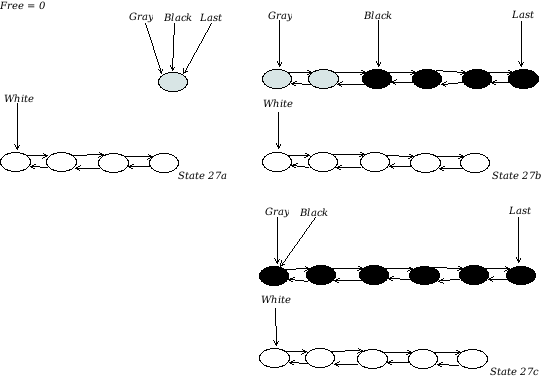 Free = 0
Gray Black Last
White
State 27a
Gray Black Last
White
State 27b
Gray Black Last
White
State 27c